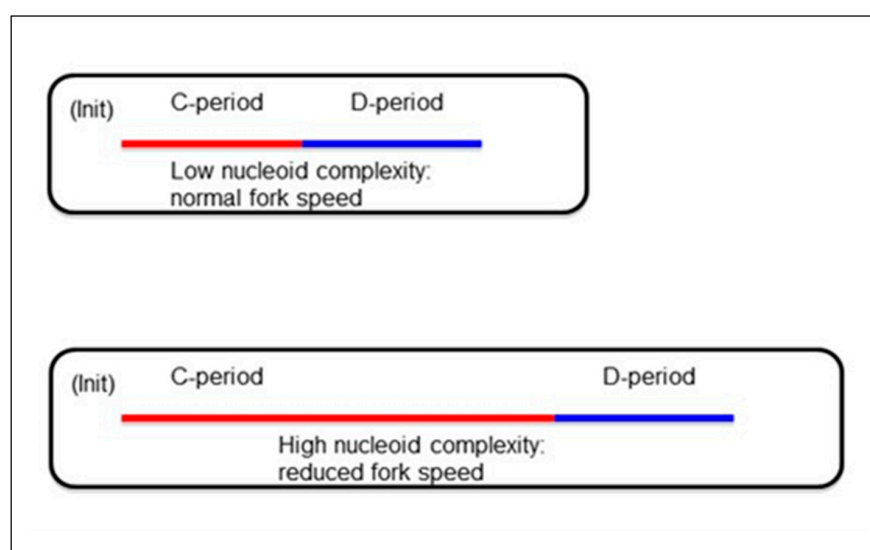 (Init) C-period D-period
Low nucleoid complexity:
normal fork speed
(Init) C-period D-period
High nucleoid complexity:
reduced fork speed